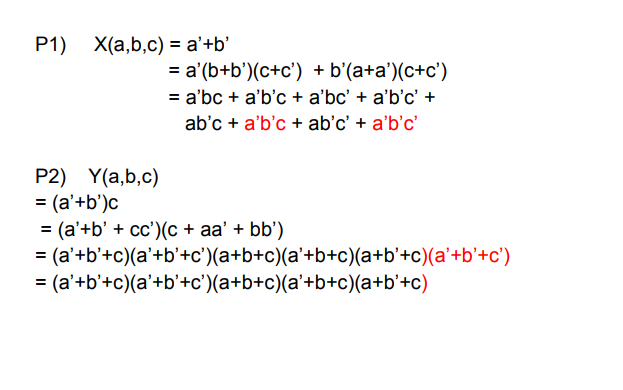 P1) X(a,b,c) = a’+b’
= a’(b+b’)(c+c’) + b’(a+a’)(c+c’)
= a’bc + a’b’c + a’bc’ + a’b’c’ +
ab’c + a’b’c + ab’c’ + a’b’c’
P2) Y(a,b,c)
= (a’+b’)c
= (a’+b’ + cc’)(c + aa’ + bb’)
= (a’+b’+c)(a’+b’+c’)(a+b+c)(a’+b+c)(a+b’+c)(a’+b’+c’)
= (a’+b’+c)(a’+b’+c’)(a+b+c)(a’+b+c)(a+b’+c)